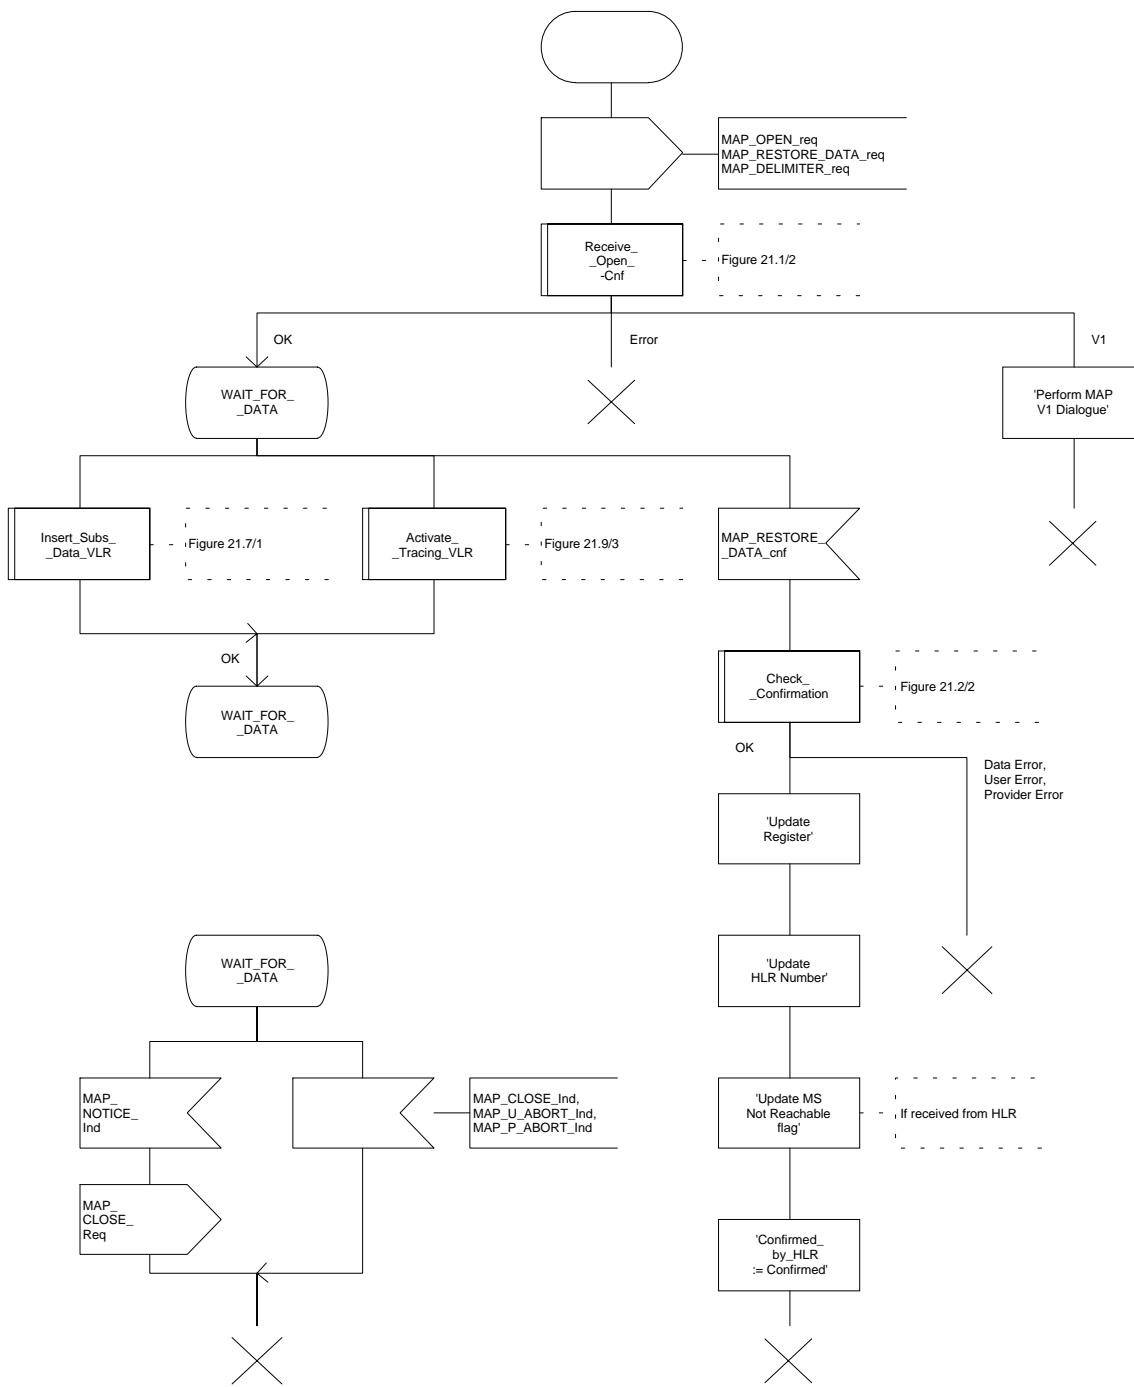 MAP_OPEN_req
MAP_RESTORE_DATA_req
MAP_DELIMITER_req
Receive_
_Open_
-Cnf
Figure 21.1/2
OK
Error
V1
WAIT_FOR_
_DATA
'Perform MAP
V1 Dialogue'
Insert_Subs_
_Data_VLR
Figure 21.7/1
Activate_
_Tracing_VLR
Figure 21.9/3
MAP_RESTORE_
_DATA_cnf
OK
WAIT_FOR_
_DATA
Check_
_Confirmation
Figure 21.2/2
OK
Data Error,
User Error,
Provider Error
'Update
Register'
WAIT_FOR_
_DATA
'Update
HLR Number'
MAP_
NOTICE_
Ind
MAP_CLOSE_Ind,
MAP_U_ABORT_Ind,
MAP_P_ABORT_Ind
'Update MS
Not Reachable
flag'
If received from HLR
MAP_
CLOSE_
Req
'Confirmed_
by_HLR
:= Confirmed'